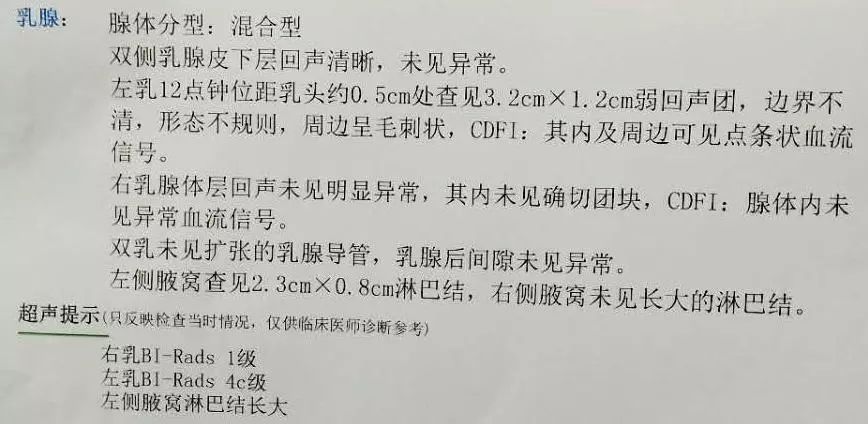 乳腺： 腺体分型：混合型
双侧乳腺皮下层回声清晰，未见异常。
左乳12点钟位距乳头约0.5cm处查见3.2cm×1.2cm弱回声团，边界不
清，形态不规则，周边呈毛刺状，CDFI：其内及周边可见点条状血流
信号。
右乳腺体层回声未见明显异常，其内未见确切团块，CDFI：腺体内未
见异常血流信号。
双乳未见扩张的乳腺导管，乳腺后间隙未见异常。
左侧腋窝查见2.3cm×0.8cm淋巴结，右侧腋窝未见长大的淋巴结。
超声提示(只反映检查当时情况，仅供临床医师诊断参考)
右乳BI-Rads 1级
左乳BI-Rads 4c级
左侧腋窝淋巴结长大